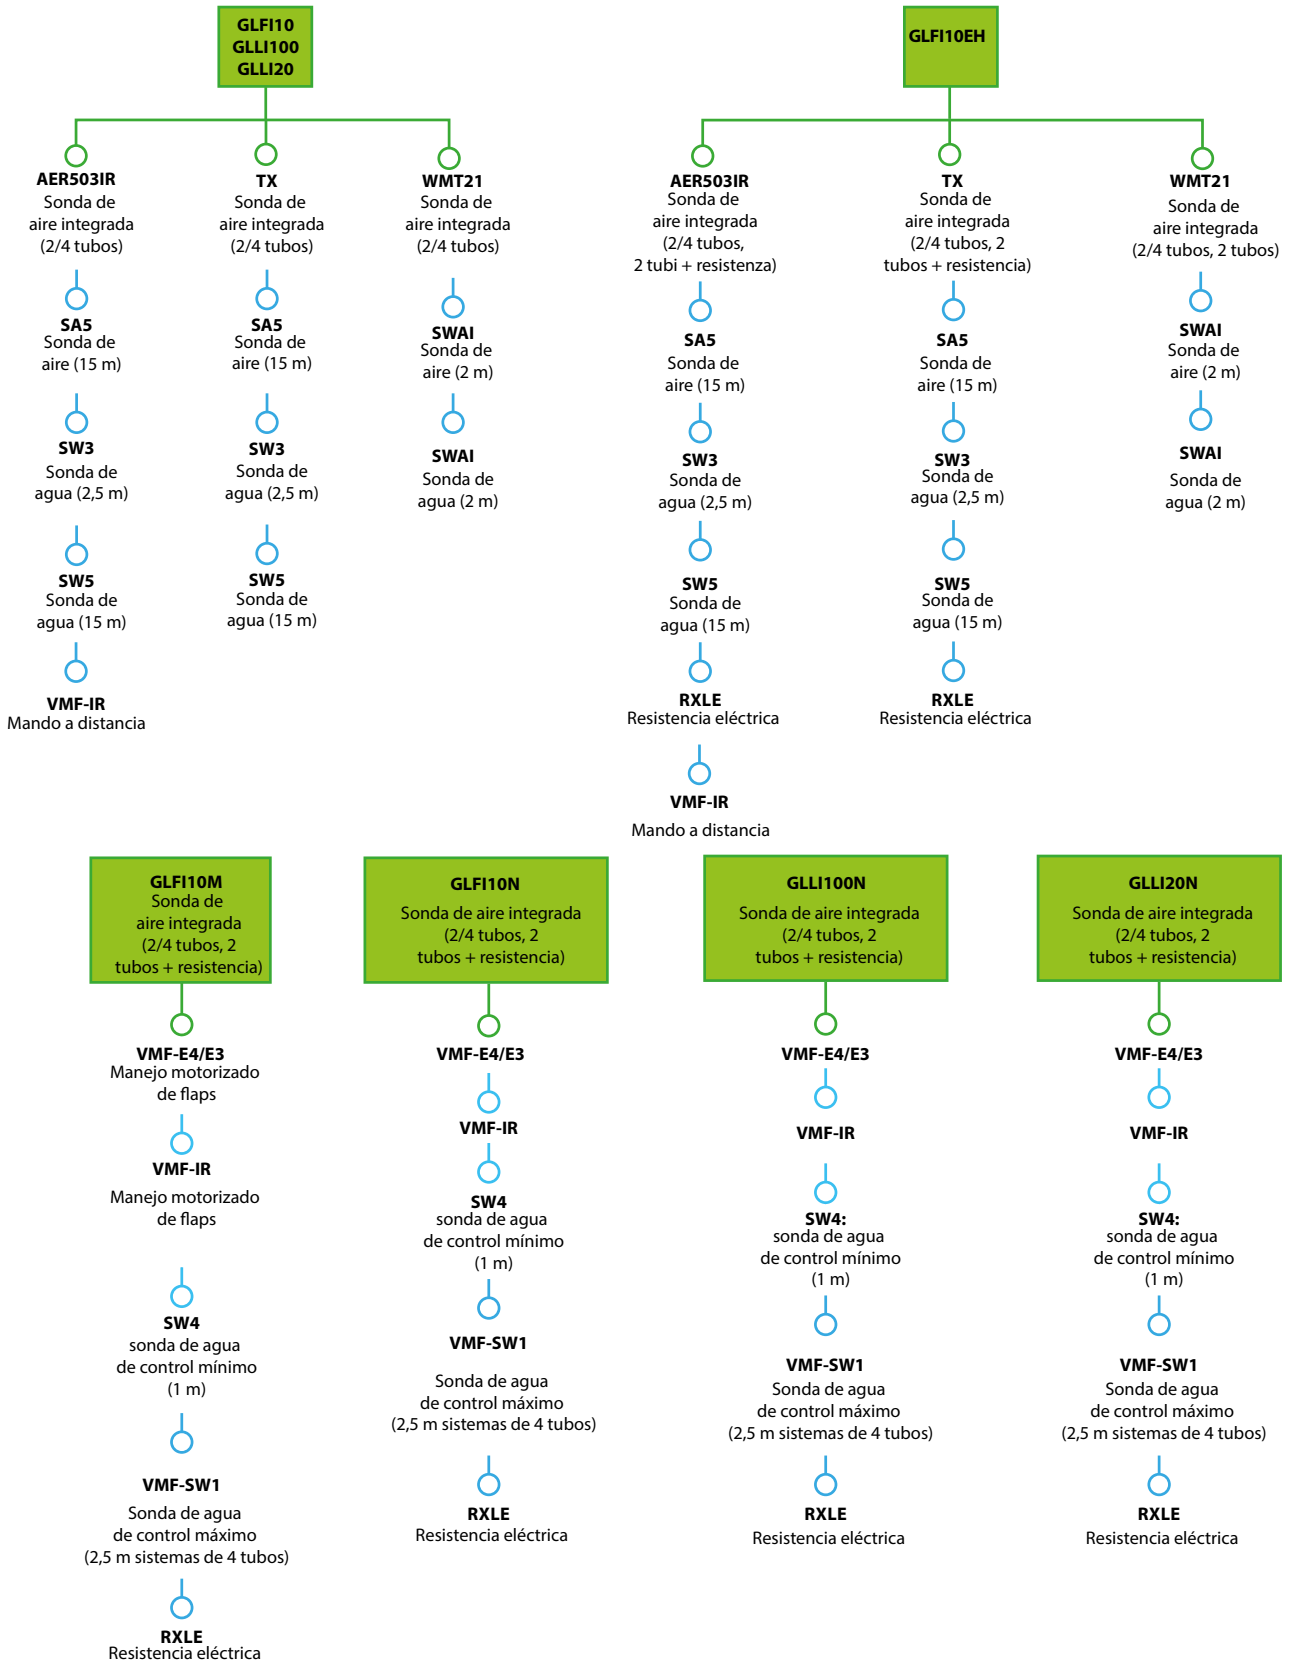 GLFI10
GLLI100
GLLI20
AER503IR
Sonda de
aire integrada
(2/4 tubos)
SA5
Sonda de
aire (15 m)
SW3
Sonda de
agua (2,5 m)
SW5
Sonda de
agua (15 m)
VMF-IR
Mando a distancia
TX
Sonda de
aire integrada
(2/4 tubos)
SA5
Sonda de
aire (15 m)
SW3
Sonda de
agua (2,5 m)
SW5
Sonda de
agua (15 m)
WMT21
Sonda de
aire integrada
(2/4 tubos)
SWAI
Sonda de
aire (2 m)
SWAI
Sonda de
agua (2 m)
GLFI10EH
AER503IR
Sonda de
aire integrada
(2/4 tubos,
2 tubi + resistenza)
SA5
Sonda de
aire (15 m)
SW3
Sonda de
agua (2,5 m)
SW5
Sonda de
agua (15 m)
RXLE
Resistencia eléctrica
VMF-IR
Mando a distancia
TX
Sonda de
aire integrada
(2/4 tubos, 2
tubos + resistencia)
SA5
Sonda de
aire (15 m)
SW3
Sonda de
agua (2,5 m)
SW5
Sonda de
agua (15 m)
RXLE
Resistencia eléctrica
WMT21
Sonda de
aire integrada
(2/4 tubos, 2 tubos)
SWAI
Sonda de
aire (2 m)
SWAI
Sonda de
agua (2 m)
GLFI10M
Sonda de
aire integrada
(2/4 tubos, 2
tubos + resistencia)
VMF-E4/E3
Manejo motorizado
de flaps
VMF-IR
Manejo motorizado
de flaps
SW4
sonda de agua
de control mínimo
(1 m)
VMF-SW1
Sonda de agua
de control máximo
(2,5 m sistemas de 4 tubos)
RXLE
Resistencia eléctrica
GLFI10N
Sonda de aire integrada
(2/4 tubos, 2
tubos + resistencia)
VMF-E4/E3
VMF-IR
SW4
sonda de agua
de control mínimo
(1 m)
VMF-SW1
Sonda de agua
de control máximo
(2,5 m sistemas de 4 tubos)
RXLE
Resistencia eléctrica
GLLI100N
Sonda de aire integrada
(2/4 tubos, 2
tubos + resistencia)
VMF-E4/E3
VMF-IR
SW4:
sonda de agua
de control mínimo
(1 m)
VMF-SW1
Sonda de agua
de control máximo
(2,5 m sistemas de 4 tubos)
RXLE
Resistencia eléctrica
GLLI20N
Sonda de aire integrada
(2/4 tubos, 2
tubos + resistencia)
VMF-E4/E3
VMF-IR
SW4:
sonda de agua
de control mínimo
(1 m)
VMF-SW1
Sonda de agua
de control máximo
(2,5 m sistemas de 4 tubos)
RXLE
Resistencia eléctrica